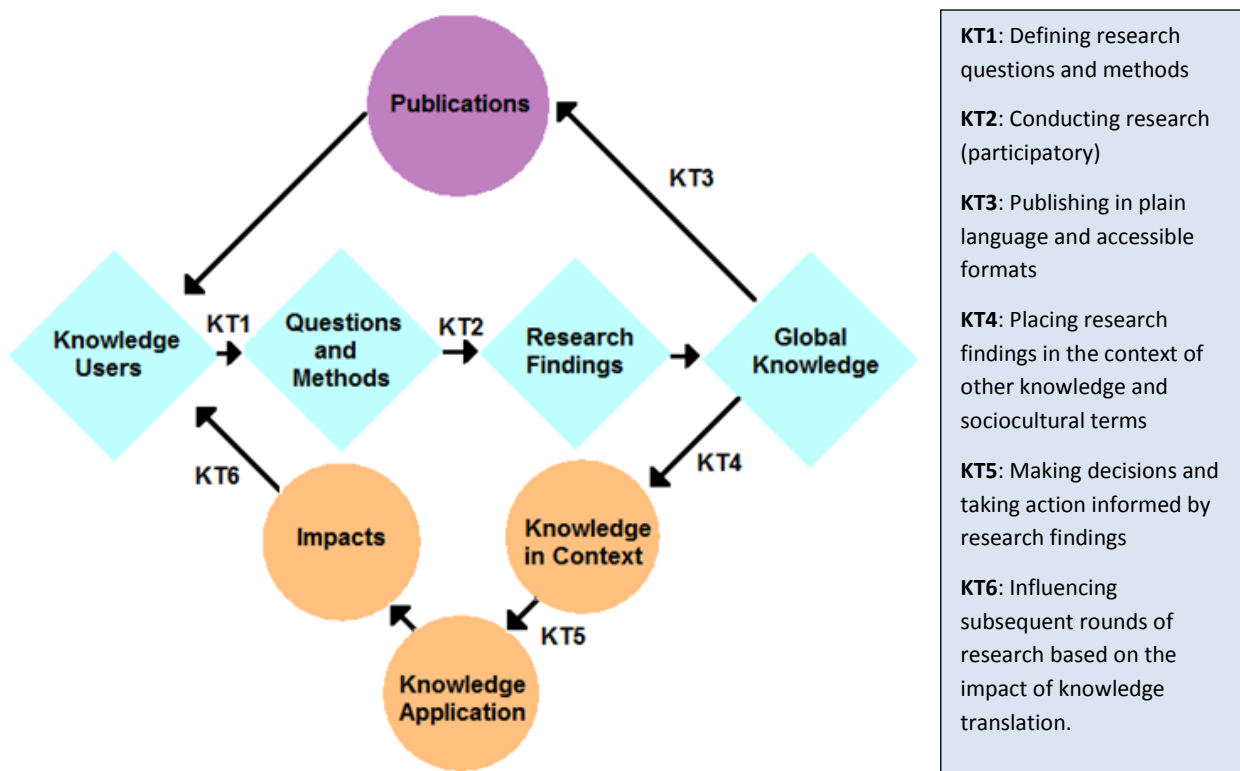 Publications
KT3
Knowledge
Users
KT1
Questions
and
Methods
KT2
Research
Findings
Global
Knowledge
KT4
KT6
Impacts
Knowledge
in Context
KT5
Knowledge
Application
KT1: Defining research
questions and methods
KT2: Conducting research
(participatory)
KT3: Publishing in plain
language and accessible
formats
KT4: Placing research
findings in the context of
other knowledge and
sociocultural terms
KT5: Making decisions and
taking action informed by
research findings
KT6: Influencing
subsequent rounds of
research based on the
impact of knowledge
translation.